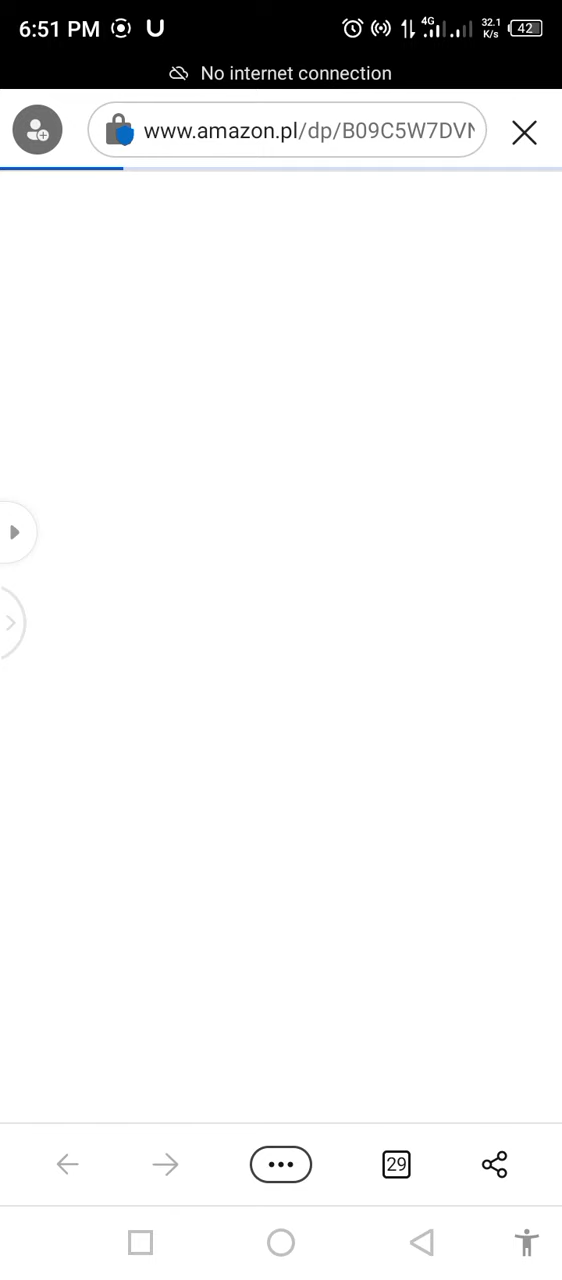 6:51 PM
4G
32.1
K/s
42
No internet connection
www.amazon.pl/dp/B09C5W7DV
29